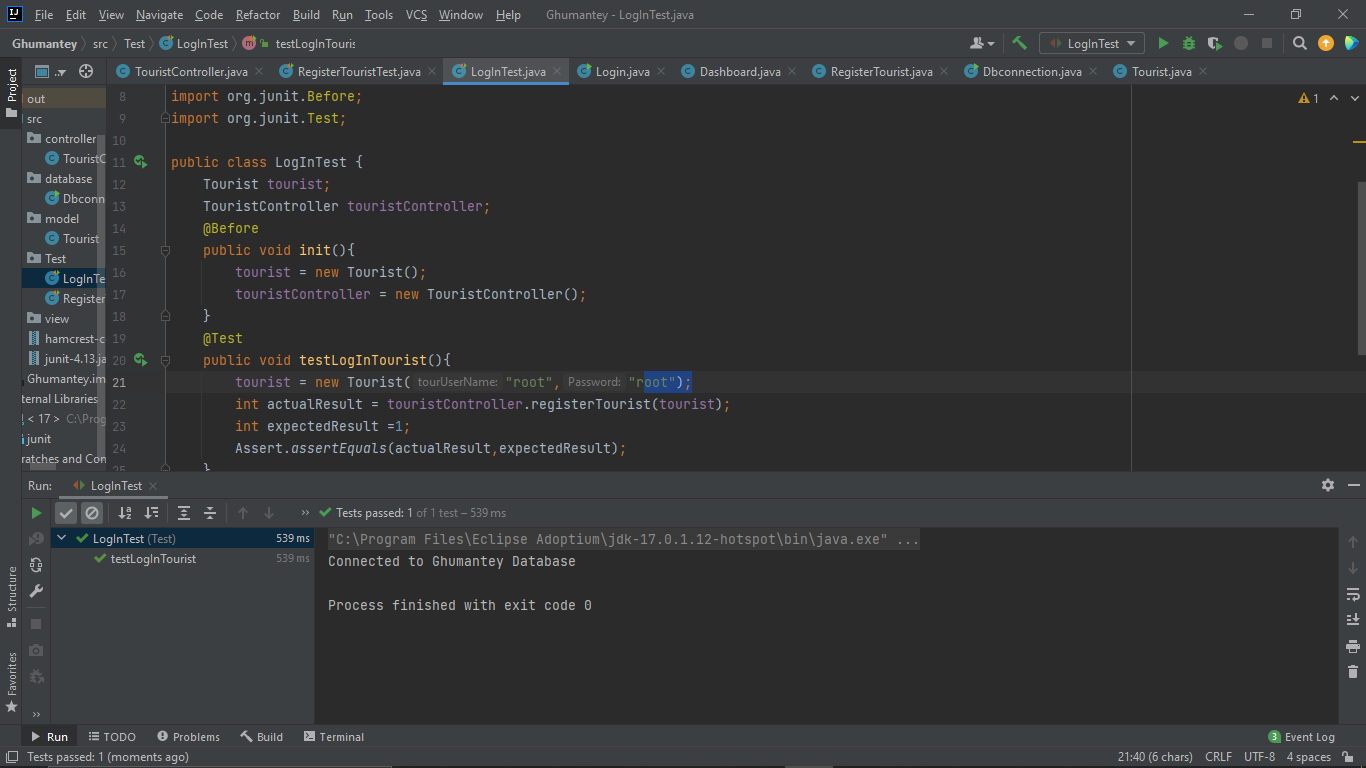 File Edit View Navigate Code Refactor Build Run Tools VCS Window Help Ghumantey - LogInTest.java
Ghumantey src Test LogInTest testLogInTouris LogInTest
Project TouristController.java RegisterTouristTest.java LogInTest.java Login.java Dashboard.java RegisterTourist.java Dbconnection.java Tourist.java
out
src
controller
TouristC
database
Dbconn
model
Tourist
Test
LogInTe
Register
view
hamcrest-c
junit-4.13.ja
Ghumantey.im
ternal Libraries
< 17 > C:\Prog
junit
ratches and Con
1
8 import org.junit.Before;
9 import org.junit.Test;
10
11 public class LogInTest {
12 Tourist tourist;
13 TouristController touristController;
14 @Before
15 public void init(){
16 tourist = new Tourist();
17 touristController = new TouristController();
18 }
19 @Test
20 public void testLogInTourist(){
21 tourist = new Tourist( tourUserName: "root", Password: "root");
22 int actualResult = touristController.registerTourist(tourist);
23 int expectedResult =1;
24 Assert.assertEquals(actualResult,expectedResult);
25 }
Run: LogInTest
Tests passed: 1 of 1 test – 539 ms
LogInTest (Test) 539 ms
testLogInTourist 539 ms
"C:\Program Files\Eclipse Adoptium\jdk-17.0.1.12-hotspot\bin\java.exe" ...
Connected to Ghumantey Database
Process finished with exit code 0
Structure
Favorites
Run TODO Problems Build Terminal 3 Event Log
Tests passed: 1 (moments ago) 21:40 (6 chars) CRLF UTF-8 4 spaces